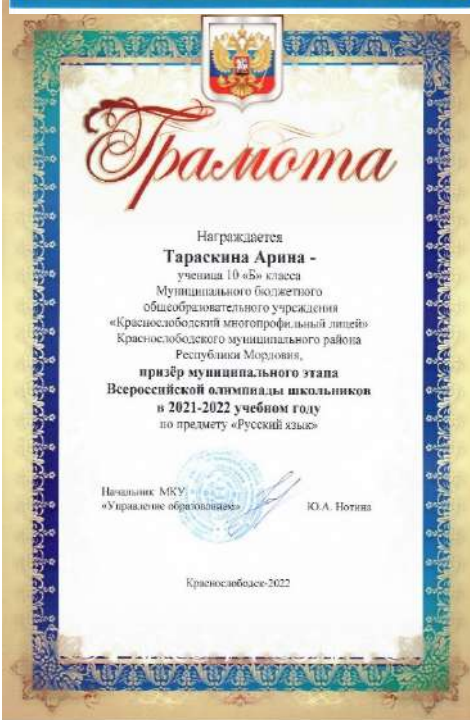 Грамота
Награждается
Тараскина Арина -
ученица 10 «Б» класса
Муниципального бюджетного
общеобразовательного учреждения
«Краснослободский многопрофильный лицей»
Краснослободского муниципального района
Республики Мордовия,
призёр муниципального этапа
Всероссийской олимпиады школьников
в 2021-2022 учебном году
по предмету «Русский язык»
Начальник МКУ
«Управление образованием»
Ю.А. Нотина
Краснослободск-2022